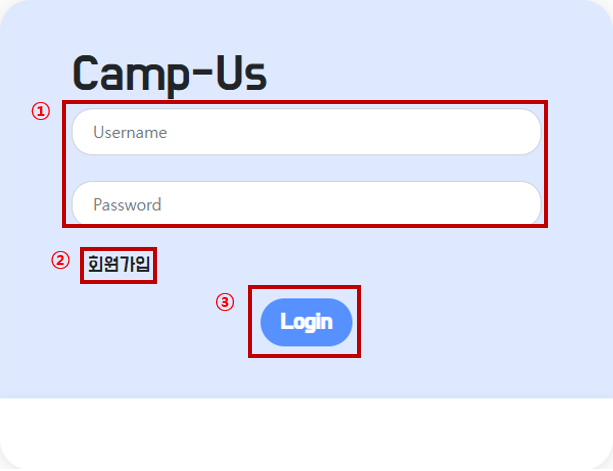 Camp-Us
①
Username
Password
②
회원가입
③
Login